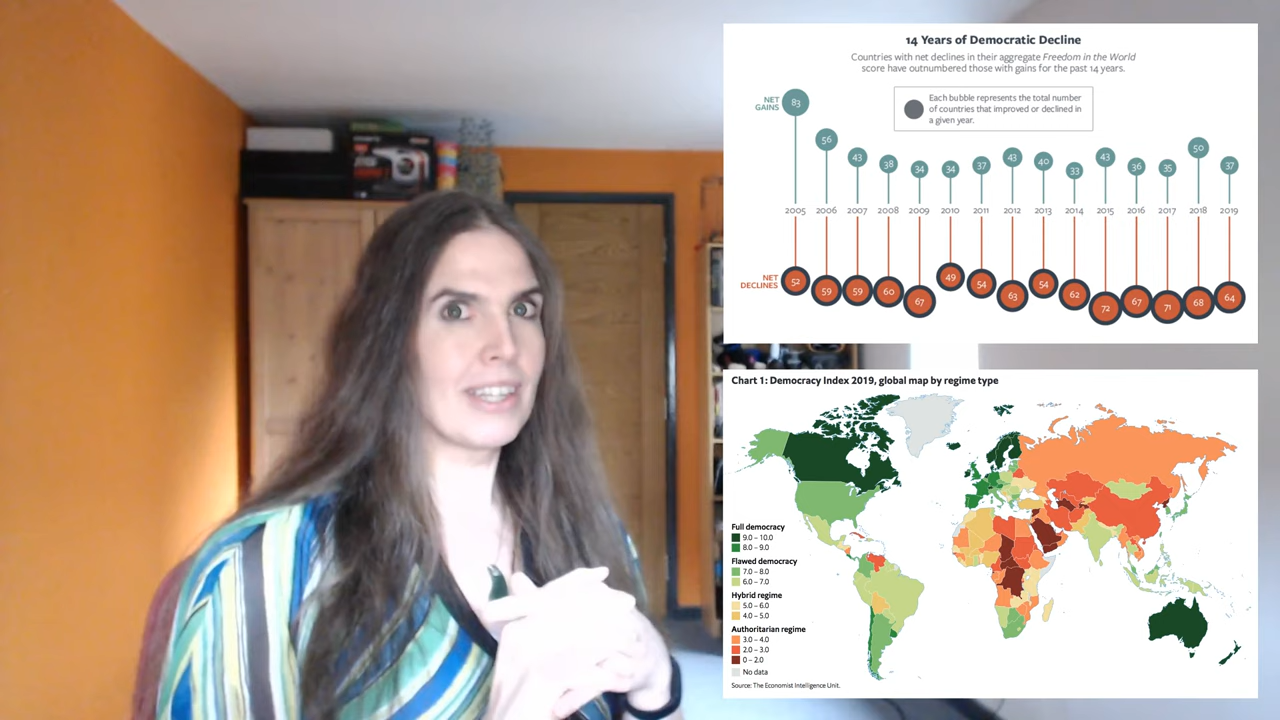 14 Years of Democratic Decline
Countries with net declines in their aggregate Freedom in the World
score have outnumbered those with gains for the past 14 years.
Each bubble represents the total number
of countries that improved or declined in
a given year.
NET
GAINS
83 56 43 38 34 34 37 43 40 33 43 36 35 50 37
2005 2006 2007 2008 2009 2010 2011 2012 2013 2014 2015 2016 2017 2018 2019
NET
DECLINES
52 59 59 60 67 49 54 63 54 62 72 67 71 68 64
Chart 1: Democracy Index 2019, global map by regime type
Full democracy
9.0 – 10.0
8.0 – 9.0
Flawed democracy
7.0 – 8.0
6.0 – 7.0
Hybrid regime
5.0 – 6.0
4.0 – 5.0
Authoritarian regime
3.0 – 4.0
2.0 – 3.0
0 – 2.0
No data
Source: The Economist Intelligence Unit.